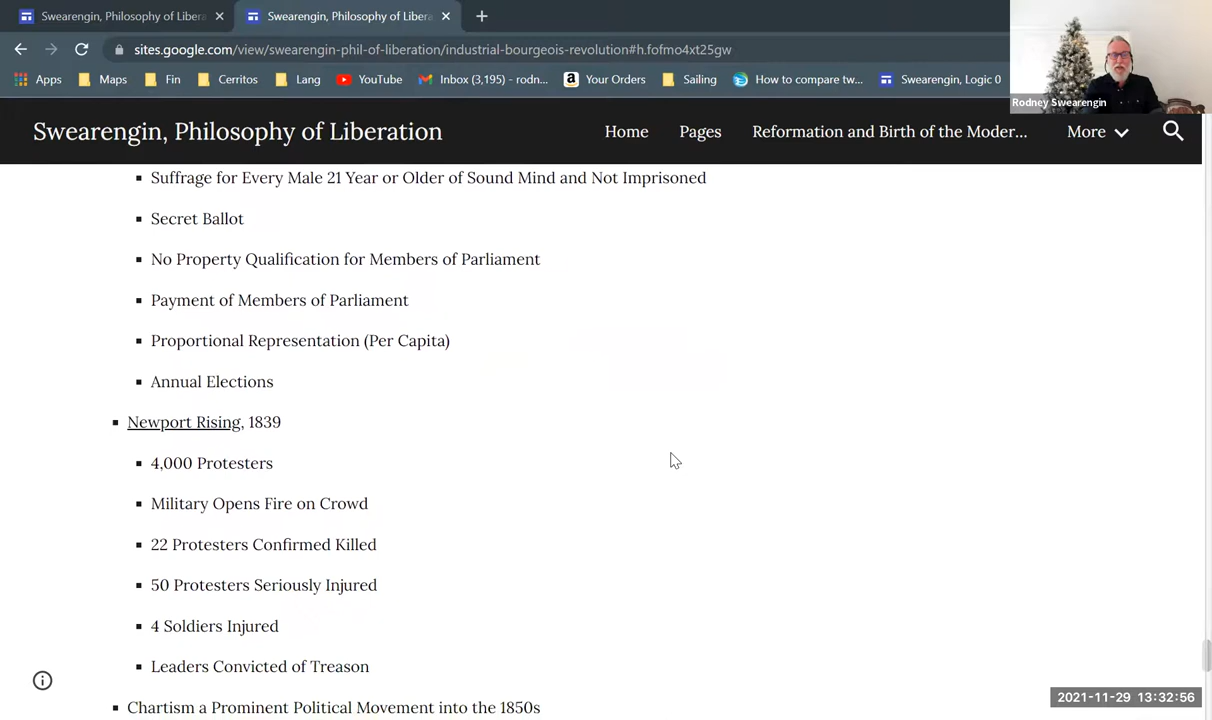 Swearengin, Philosophy of Libera
Swearengin, Philosophy of Libera
sites.google.com/view/swearengin-phil-of-liberation/industrial-bourgeois-revolution#h.fofmo4xt25gw
Apps Maps Fin Cerritos Lang YouTube Inbox (3,195) - rodn... Your Orders Sailing How to compare tw... Swearengin, Logic 0
Rodney Swearengin
Swearengin, Philosophy of Liberation Home Pages Reformation and Birth of the Moder... More
Suffrage for Every Male 21 Year or Older of Sound Mind and Not Imprisoned
Secret Ballot
No Property Qualification for Members of Parliament
Payment of Members of Parliament
Proportional Representation (Per Capita)
Annual Elections
Newport Rising, 1839
4,000 Protesters
Military Opens Fire on Crowd
22 Protesters Confirmed Killed
50 Protesters Seriously Injured
4 Soldiers Injured
Leaders Convicted of Treason
Chartism a Prominent Political Movement into the 1850s
2021-11-29 13:32:56